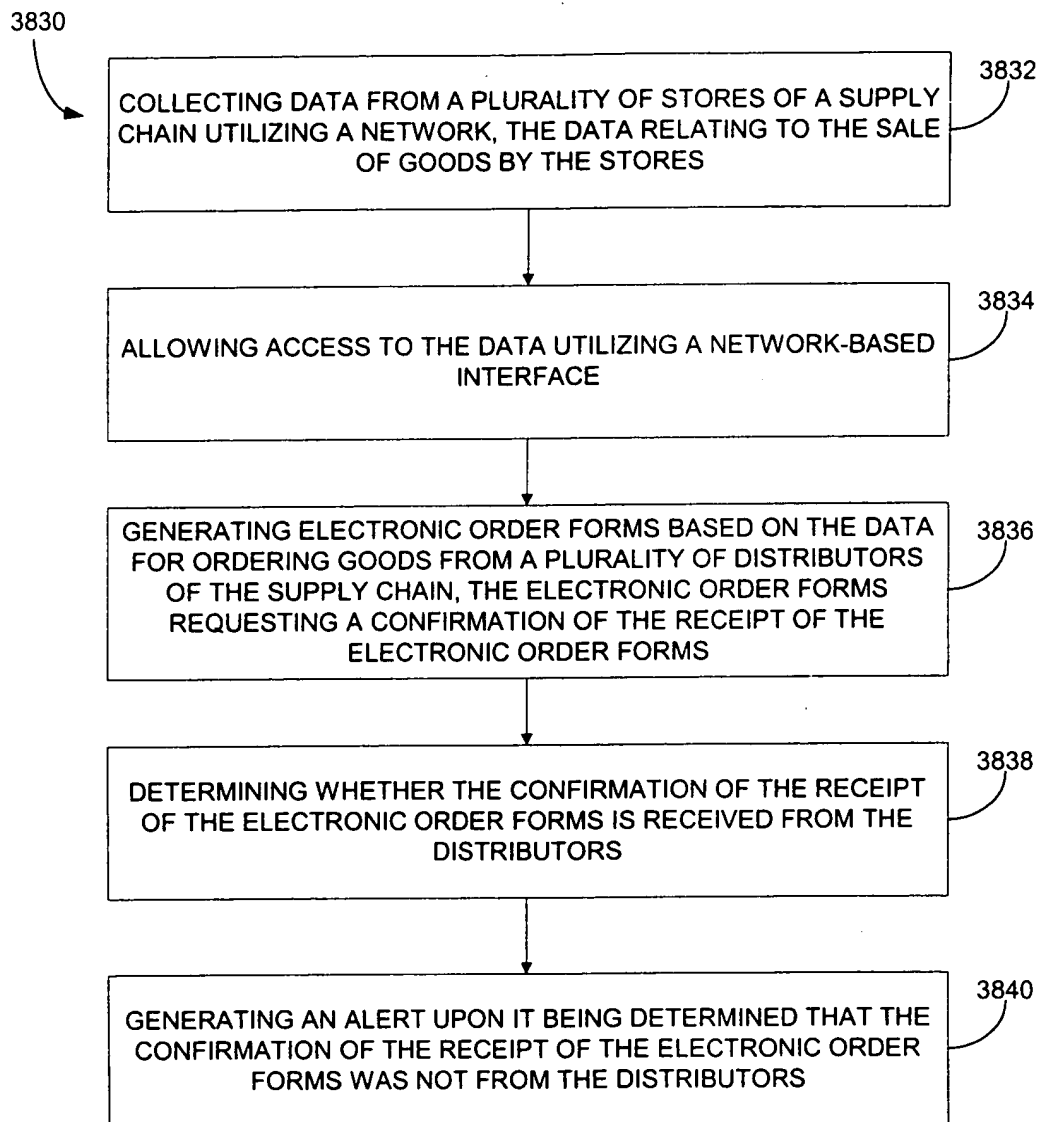 3830
3832
COLLECTING DATA FROM A PLURALITY OF STORES OF A SUPPLY
CHAIN UTILIZING A NETWORK, THE DATA RELATING TO THE SALE
OF GOODS BY THE STORES
3834
ALLOWING ACCESS TO THE DATA UTILIZING A NETWORK-BASED
INTERFACE
3836
GENERATING ELECTRONIC ORDER FORMS BASED ON THE DATA
FOR ORDERING GOODS FROM A PLURALITY OF DISTRIBUTORS
OF THE SUPPLY CHAIN, THE ELECTRONIC ORDER FORMS
REQUESTING A CONFIRMATION OF THE RECEIPT OF THE
ELECTRONIC ORDER FORMS
3838
DETERMINING WHETHER THE CONFIRMATION OF THE RECEIPT
OF THE ELECTRONIC ORDER FORMS IS RECEIVED FROM THE
DISTRIBUTORS
3840
GENERATING AN ALERT UPON IT BEING DETERMINED THAT THE
CONFIRMATION OF THE RECEIPT OF THE ELECTRONIC ORDER
FORMS WAS NOT FROM THE DISTRIBUTORS